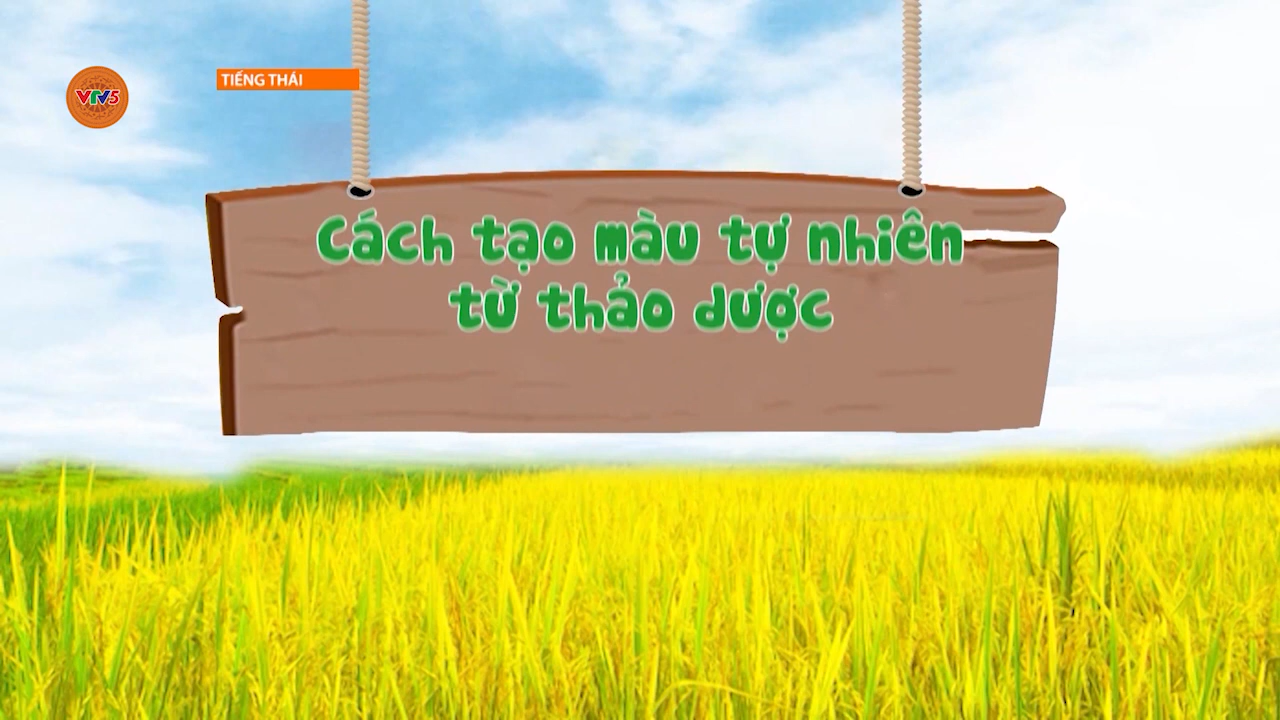 VTV5
TIẾNG THÁI
Cách tạo màu tự nhiên
từ thảo dược